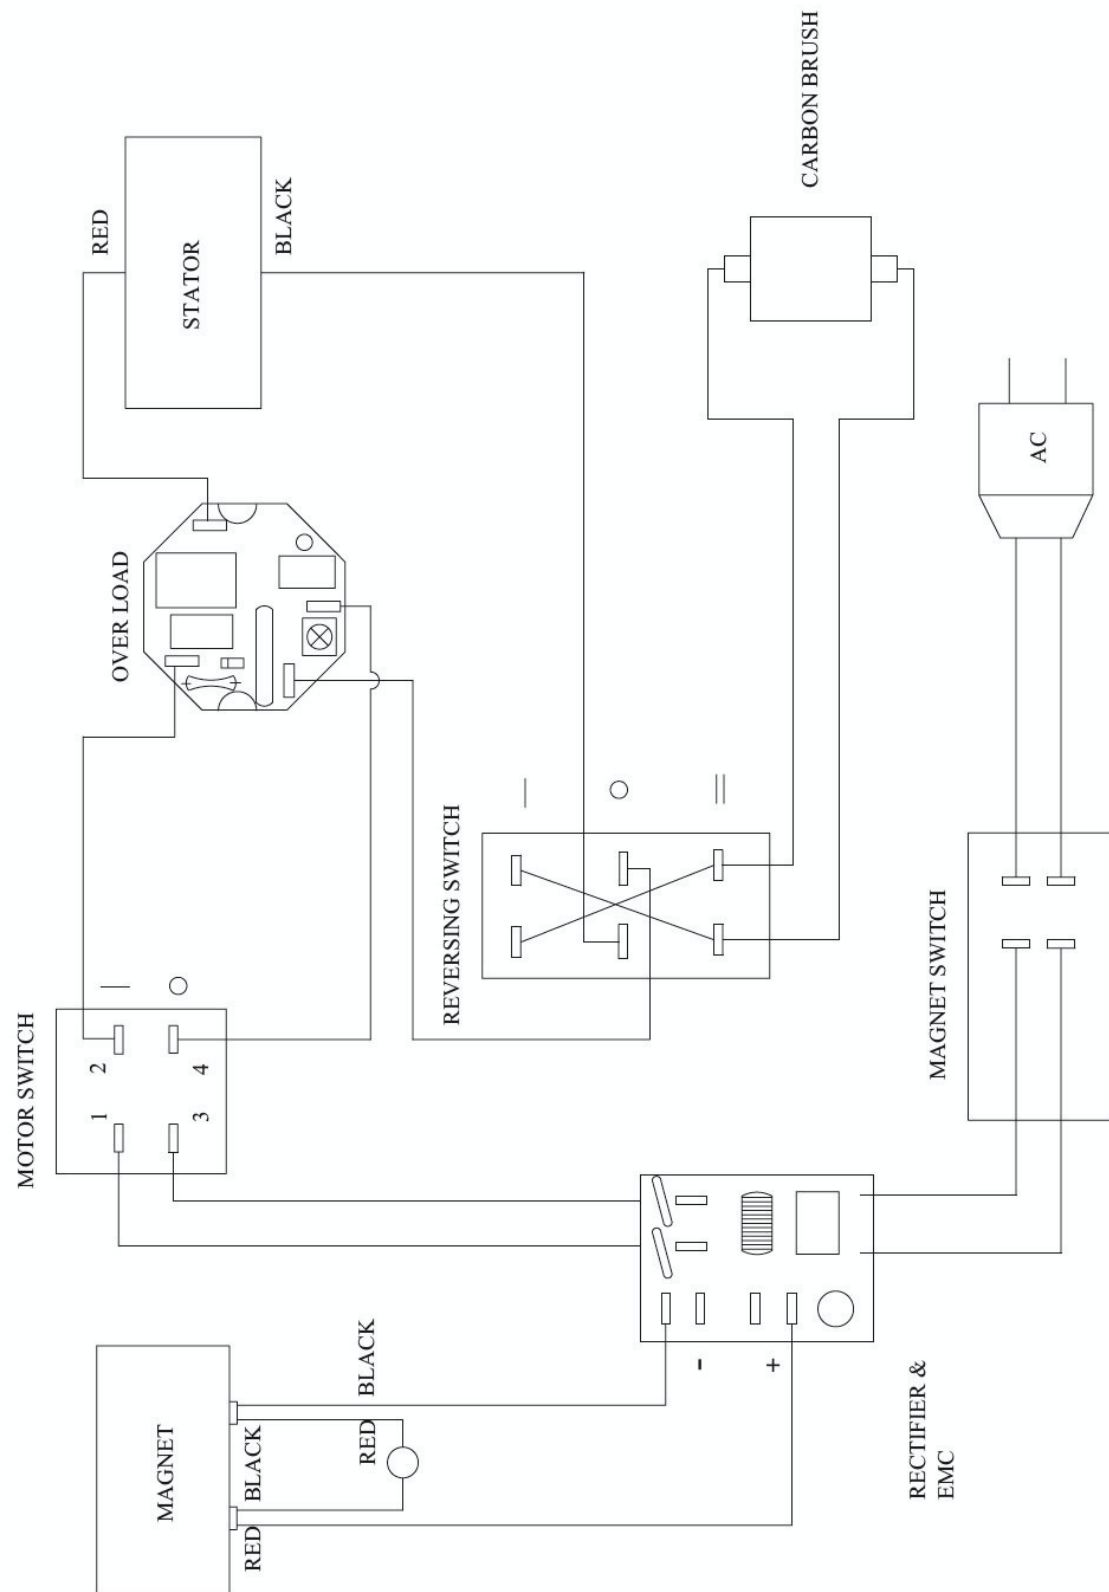 MOTOR SWITCH
RED
OVER LOAD
1
2
I
O
3
4
MAGNET
STATOR
RED
BLACK
BLACK
RED
BLACK
REVERSING SWITCH
I
O
II
-
+
CARBON BRUSH
RECTIFIER &
EMC
MAGNET SWITCH
AC